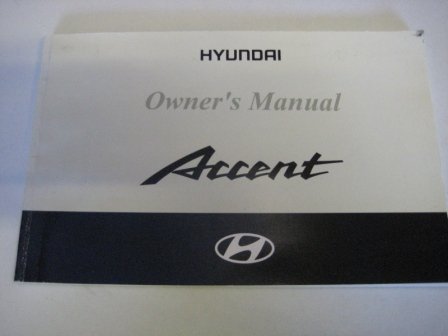 HYUNDAI
Owner's Manual
Accent